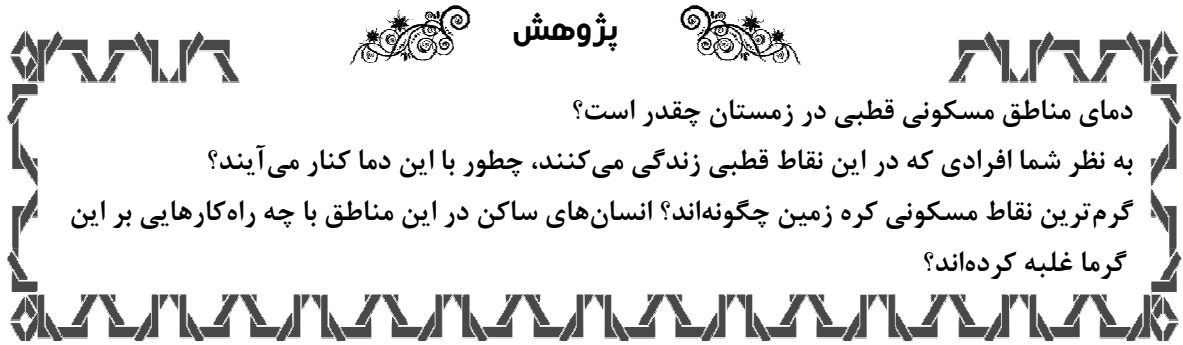 پژوهش
دمای مناطق مسکونی قطبی در زمستان چقدر است؟
به نظر شما افرادی که در این نقاط قطبی زندگی می‌کنند، چطور با این دما کنار می‌آیند؟
گرم‌ترین نقاط مسکونی کره زمین چگونه‌اند؟ انسان‌های ساکن در این مناطق با چه راه‌کارهایی بر این
گرما غلبه کرده‌اند؟